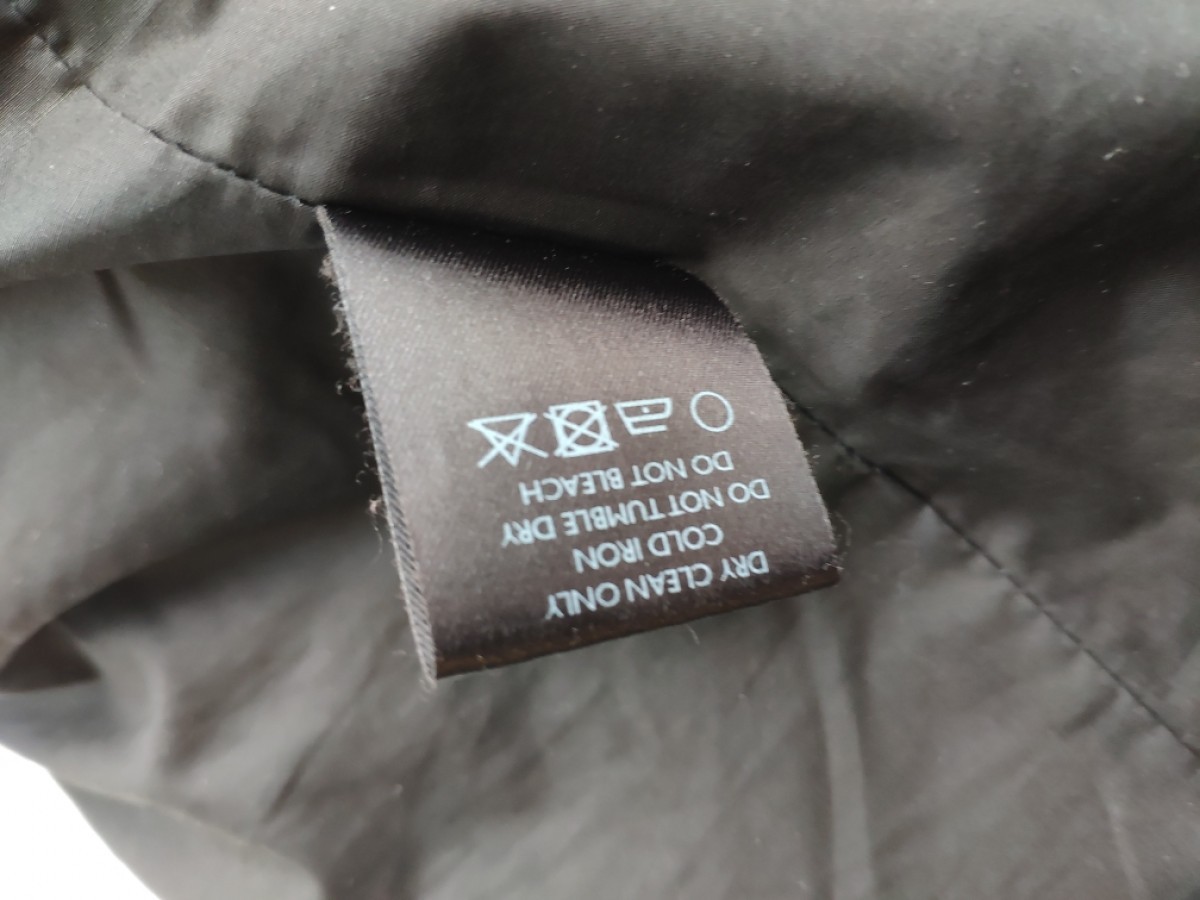 DRY CLEAN ONLY
COLD IRON
DO NOT TUMBLE DRY
DO NOT BLEACH